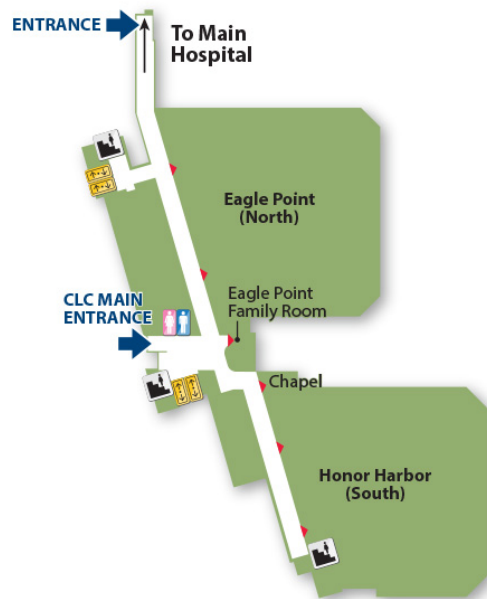 ENTRANCE
To Main
Hospital
Eagle Point
(North)
CLC MAIN
ENTRANCE
Eagle Point
Family Room
Chapel
Honor Harbor
(South)